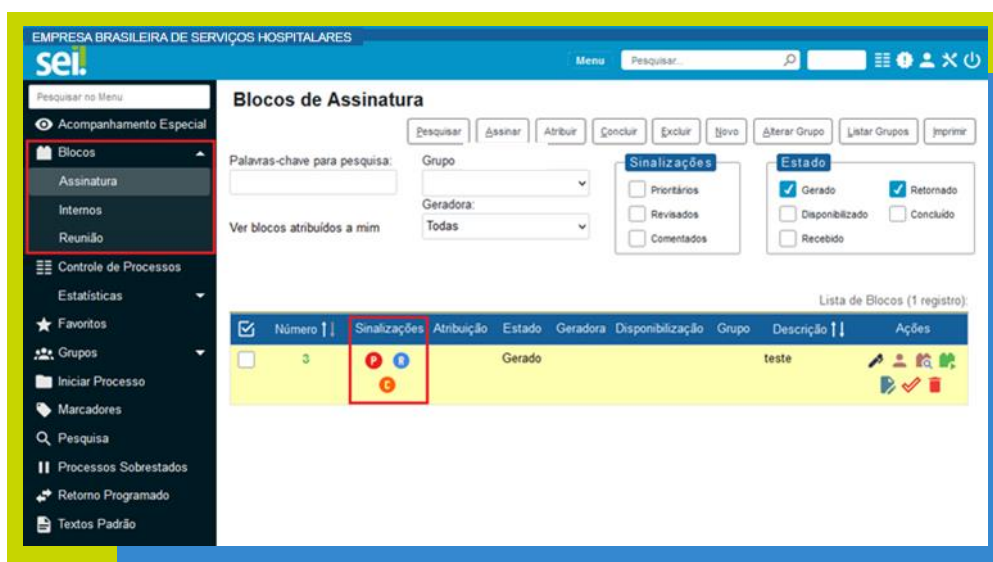 EMPRESA BRASILEIRA DE SERVIÇOS HOSPITALARES
sei!
Menu
Pesquisar...
Pesquisar no Menu
Acompanhamento Especial
Blocos
Assinatura
Internos
Reunião
Controle de Processos
Estatísticas
Favoritos
Grupos
Iniciar Processo
Marcadores
Pesquisa
Processos Sobrestados
Retorno Programado
Textos Padrão
Blocos de Assinatura
Pesquisar Assinar Atribuir Concluir Excluir Novo Alterar Grupo Listar Grupos Imprimir
Palavras-chave para pesquisa:
Grupo
Geradora:
Todas
Ver blocos atribuídos a mim
Sinalizações
Prioritários
Revisados
Comentados
Estado
Gerado Retornado
Disponibilizado Concluído
Recebido
Lista de Blocos (1 registro):
Número Sinalizações Atribuição Estado Geradora Disponibilização Grupo Descrição Ações
3 P R Gerado teste
C